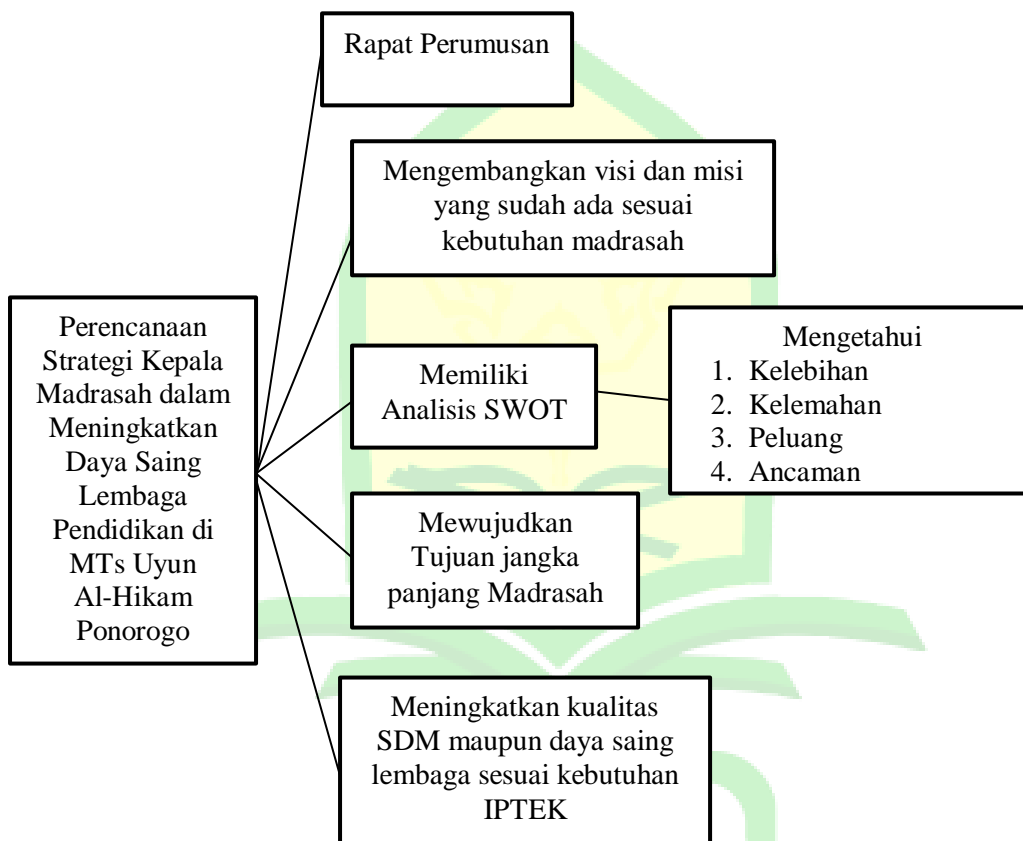 Rapat Perumusan
Mengembangkan visi dan misi
yang sudah ada sesuai
kebutuhan madrasah
Perencanaan
Strategi Kepala
Madrasah dalam
Meningkatkan
Daya Saing
Lembaga
Pendidikan di
MTs Uyun
Al-Hikam
Ponorogo
Memiliki
Analisis SWOT
Mengetahui
1. Kelebihan
2. Kelemahan
3. Peluang
4. Ancaman
Mewujudkan
Tujuan jangka
panjang Madrasah
Meningkatkan kualitas
SDM maupun daya saing
lembaga sesuai kebutuhan
IPTEK